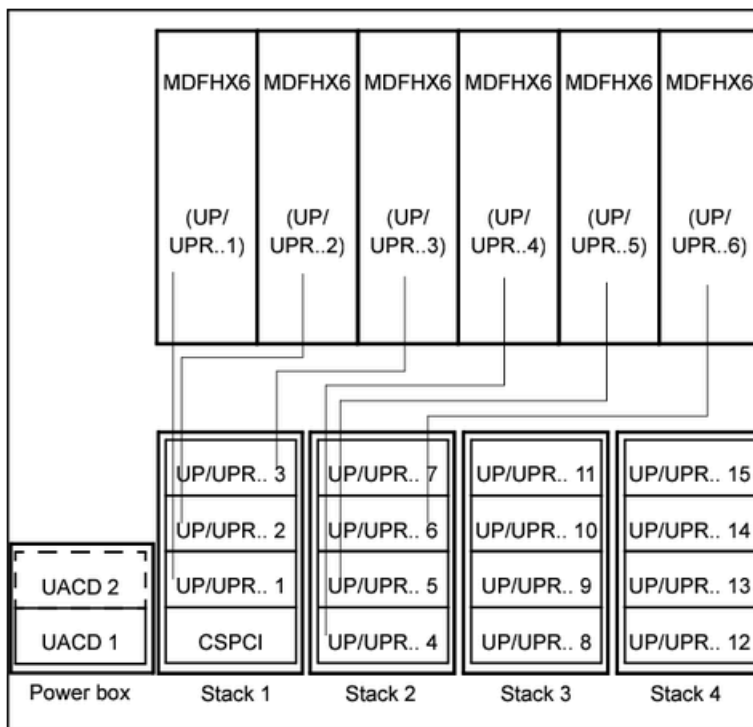 MDFHX6 MDFHX6 MDFHX6 MDFHX6 MDFHX6 MDFHX6
(UP/ (UP/ (UP/ (UP/ (UP/ (UP/
UPR..1) UPR..2) UPR..3) UPR..4) UPR..5) UPR..6)
UP/UPR.. 3 UP/UPR.. 7 UP/UPR.. 11 UP/UPR.. 15
UP/UPR.. 2 UP/UPR.. 6 UP/UPR.. 10 UP/UPR.. 14
UACD 2 UP/UPR.. 1 UP/UPR.. 5 UP/UPR.. 9 UP/UPR.. 13
UACD 1 CSPCI UP/UPR.. 4 UP/UPR.. 8 UP/UPR.. 12
Power box Stack 1 Stack 2 Stack 3 Stack 4